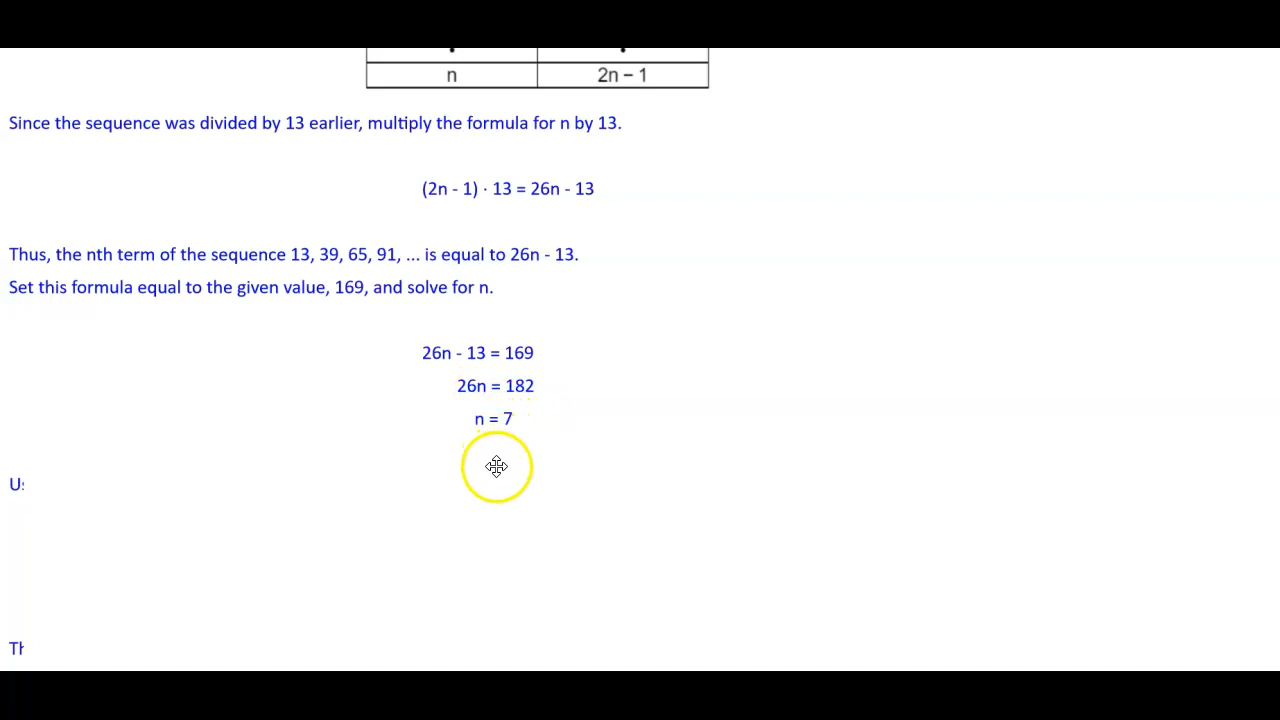 n 2n − 1
Since the sequence was divided by 13 earlier, multiply the formula for n by 13.
(2n - 1) · 13 = 26n - 13
Thus, the nth term of the sequence 13, 39, 65, 91, ... is equal to 26n - 13.
Set this formula equal to the given value, 169, and solve for n.
26n - 13 = 169
26n = 182
n = 7